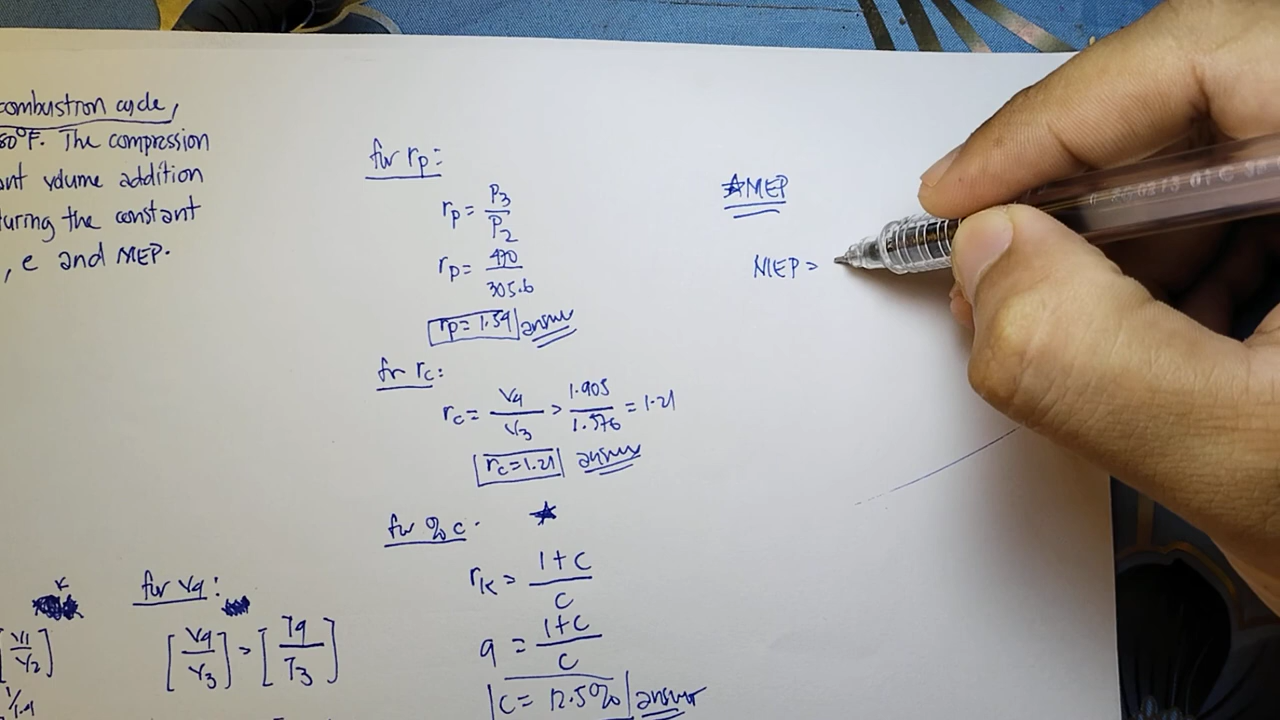 combustion cycle,
80°F. The compression
ant volume addition
during the constant
, e and MEP.
for rp:
rp = P3/P2
rp = 470/305.6
rp = 1.54 answer
for rc:
rc = V4/V3 > 1.905/1.576 = 1.21
rc = 1.21 answer
for % c.
rk > 1+C/C
9 = 1+C/C
C = 12.5% answer
for V4:
[V4/V3] > [T4/T3]
K
[V1/V2]
1/1.4
MEP
MEP >